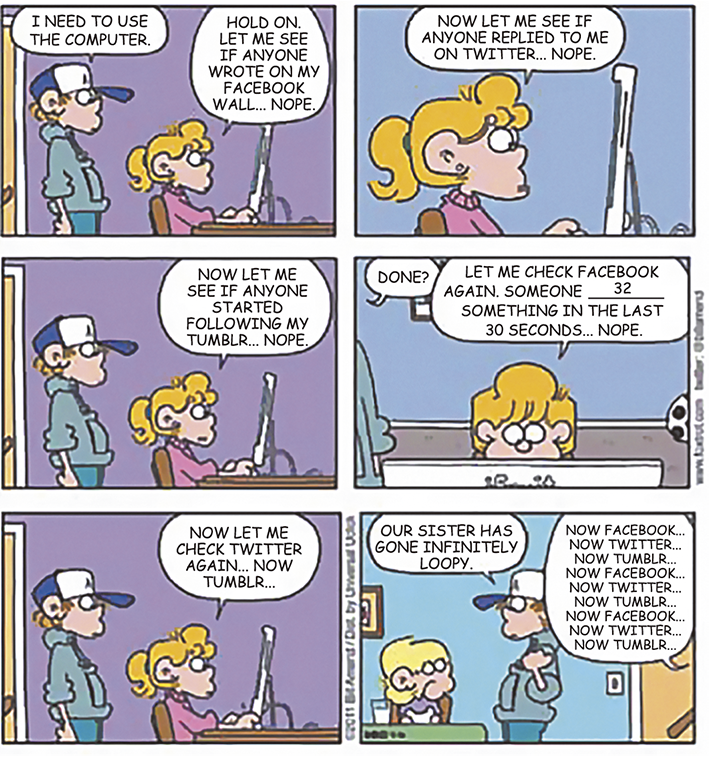 I NEED TO USE
THE COMPUTER.
HOLD ON.
LET ME SEE
IF ANYONE
WROTE ON MY
FACEBOOK
WALL... NOPE.
NOW LET ME SEE IF
ANYONE REPLIED TO ME
ON TWITTER... NOPE.
NOW LET ME
SEE IF ANYONE
STARTED
FOLLOWING MY
TUMBLR... NOPE.
DONE?
LET ME CHECK FACEBOOK
AGAIN. SOMEONE 32
SOMETHING IN THE LAST
30 SECONDS... NOPE.
www.foxtrot.com
NOW LET ME
CHECK TWITTER
AGAIN... NOW
TUMBLR...
©2011 Bill Amend / Dist. by Universal Uclick
OUR SISTER HAS
GONE INFINITELY
LOOPY.
NOW FACEBOOK...
NOW TWITTER...
NOW TUMBLR...
NOW FACEBOOK...
NOW TWITTER...
NOW TUMBLR...
NOW FACEBOOK...
NOW TWITTER...
NOW TUMBLR...